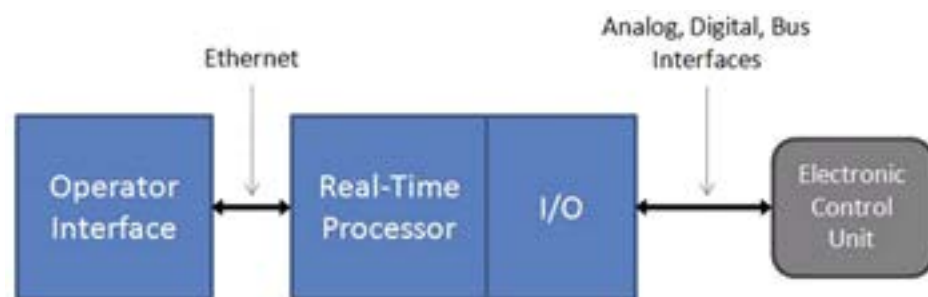 Ethernet
Analog, Digital, Bus
Interfaces
Operator
Interface
Real-Time
Processor
I/O
Electronic
Control
Unit